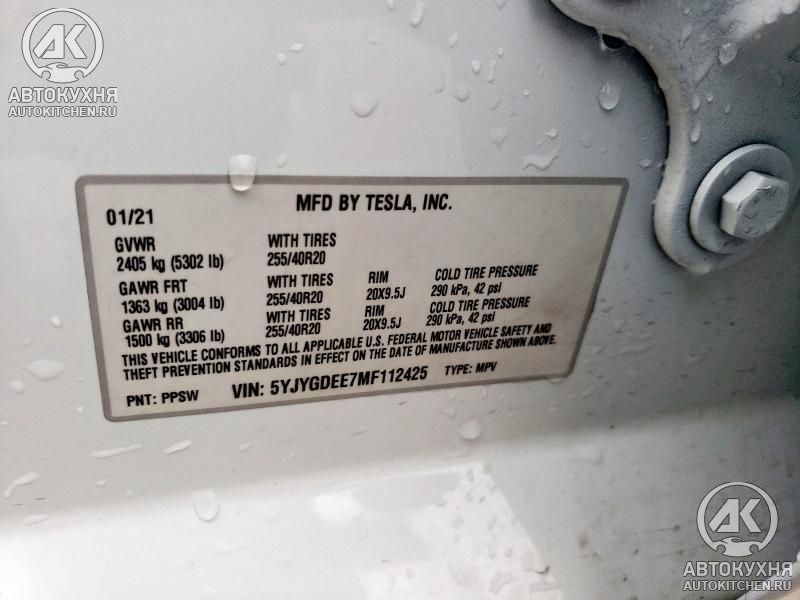 АК
АВТОКУХНЯ
AUTOKITCHEN.RU
01/21 MFD BY TESLA, INC.
GVWR WITH TIRES
2405 kg (5302 lb) 255/40R20
GAWR FRT WITH TIRES RIM COLD TIRE PRESSURE
1363 kg (3004 lb) 255/40R20 20X9.5J 290 kPa, 42 psi
GAWR RR WITH TIRES RIM COLD TIRE PRESSURE
1500 kg (3306 lb) 255/40R20 20X9.5J 290 kPa, 42 psi
THIS VEHICLE CONFORMS TO ALL APPLICABLE U.S. FEDERAL MOTOR VEHICLE SAFETY AND
THEFT PREVENTION STANDARDS IN EFFECT ON THE DATE OF MANUFACTURE SHOWN ABOVE.
PNT: PPSW VIN: 5YJYGDEE7MF112425 TYPE: MPV
АК
АВТОКУХНЯ
AUTOKITCHEN.RU